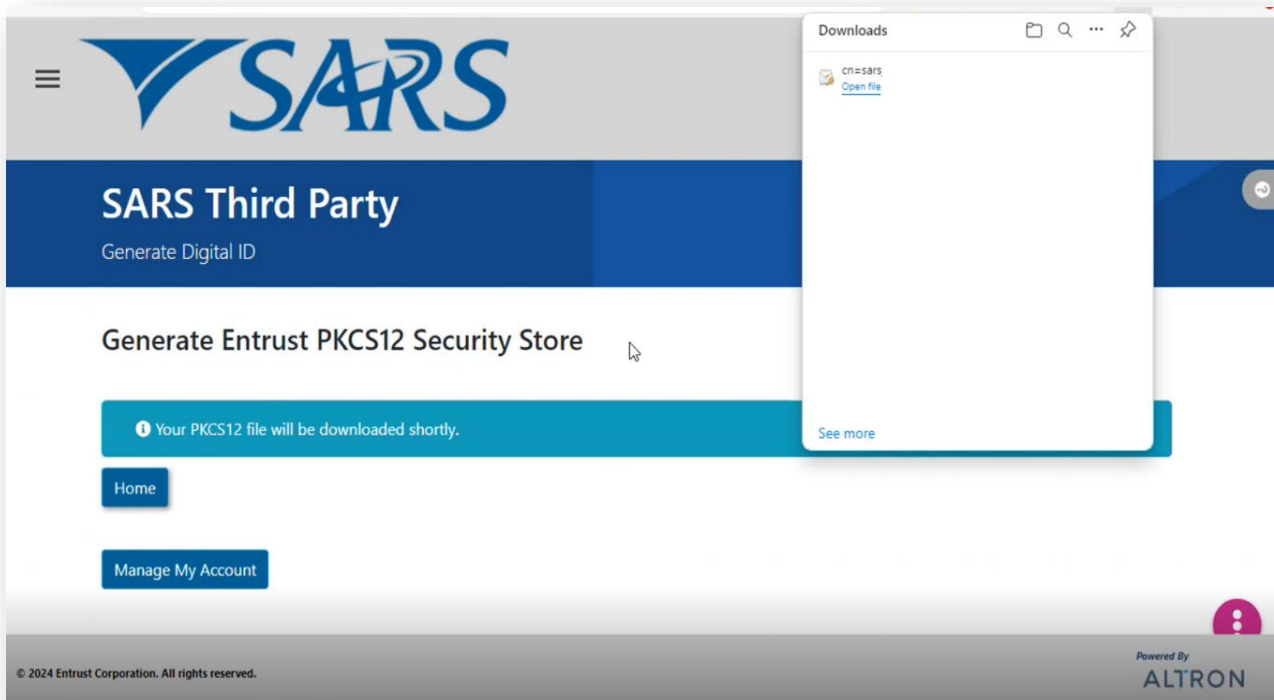 SARS
Downloads
cn=sars
Open file
SARS Third Party
Generate Digital ID
Generate Entrust PKCS12 Security Store
Your PKCS12 file will be downloaded shortly.
See more
Home
Manage My Account
© 2024 Entrust Corporation. All rights reserved.
Powered By
ALTRON